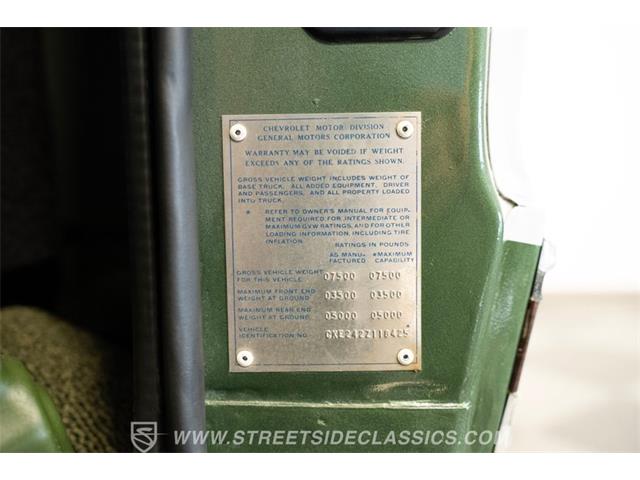 CHEVROLET MOTOR DIVISION
GENERAL MOTORS CORPORATION
WARRANTY MAY BE VOIDED IF WEIGHT
EXCEEDS ANY OF THE RATINGS SHOWN.
GROSS VEHICLE WEIGHT INCLUDES WEIGHT OF
BASE TRUCK, ALL ADDED EQUIPMENT, DRIVER
AND PASSENGERS, AND ALL PROPERTY LOADED
INTO TRUCK.
* REFER TO OWNER'S MANUAL FOR EQUIP-
MENT REQUIRED FOR INTERMEDIATE OR
MAXIMUM GVW RATINGS, AND FOR OTHER
LOADING INFORMATION, INCLUDING TIRE
INFLATION.
RATINGS IN POUNDS
AS MANU- *MAXIMUM
FACTURED CAPABILITY
GROSS VEHICLE WEIGHT
FOR THIS VEHICLE 07500 07500
MAXIMUM FRONT END
WEIGHT AT GROUND 03500 03500
MAXIMUM REAR END
WEIGHT AT GROUND 05000 05000
VEHICLE
IDENTIFICATION NO. CKE242Z118425
WWW.STREETSIDECLASSICS.COM